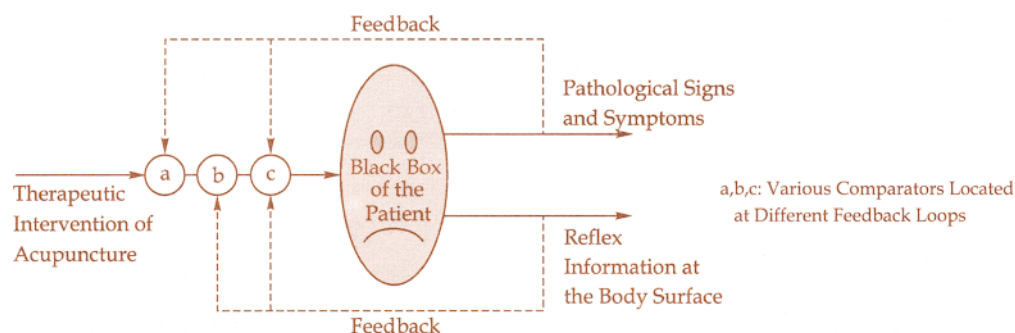 Feedback
Pathological Signs
and Symptoms
a
b
c
Black Box
of the
Patient
Therapeutic
Intervention of
Acupuncture
a,b,c: Various Comparators Located
at Different Feedback Loops
Reflex
Information at
the Body Surface
Feedback